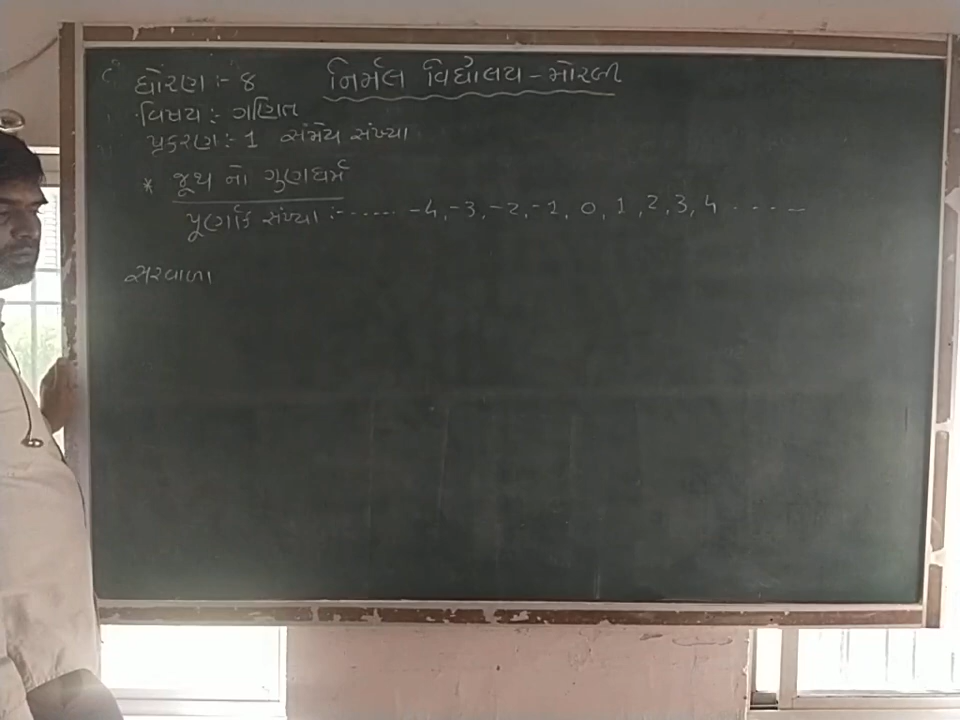 ધોરણ :- ૪ નિર્મલ વિદ્યાલય - મોરબી
વિષય :- ગણિત
પ્રકરણ :- 1 સંમેય સંખ્યા
* જૂથ નો ગુણધર્મ
પૂર્ણાંક સંખ્યા :- ..... -4, -3, -2, -1, 0, 1, 2, 3, 4 .....
સરવાળા